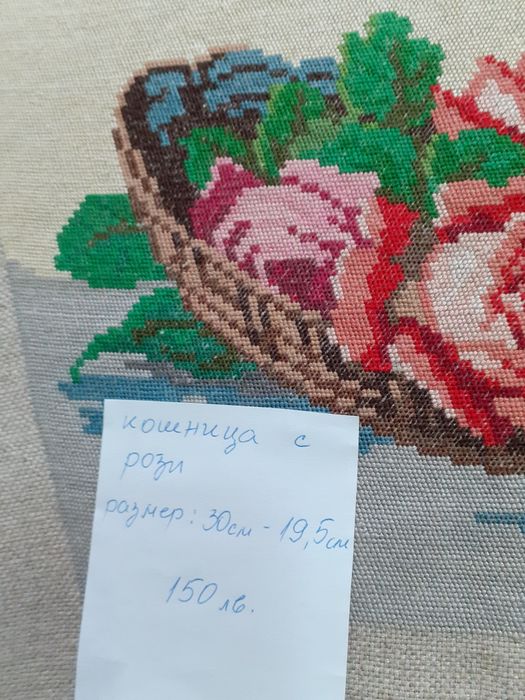 кошница с
рози
размер: 30см - 19,5см
150 лв.